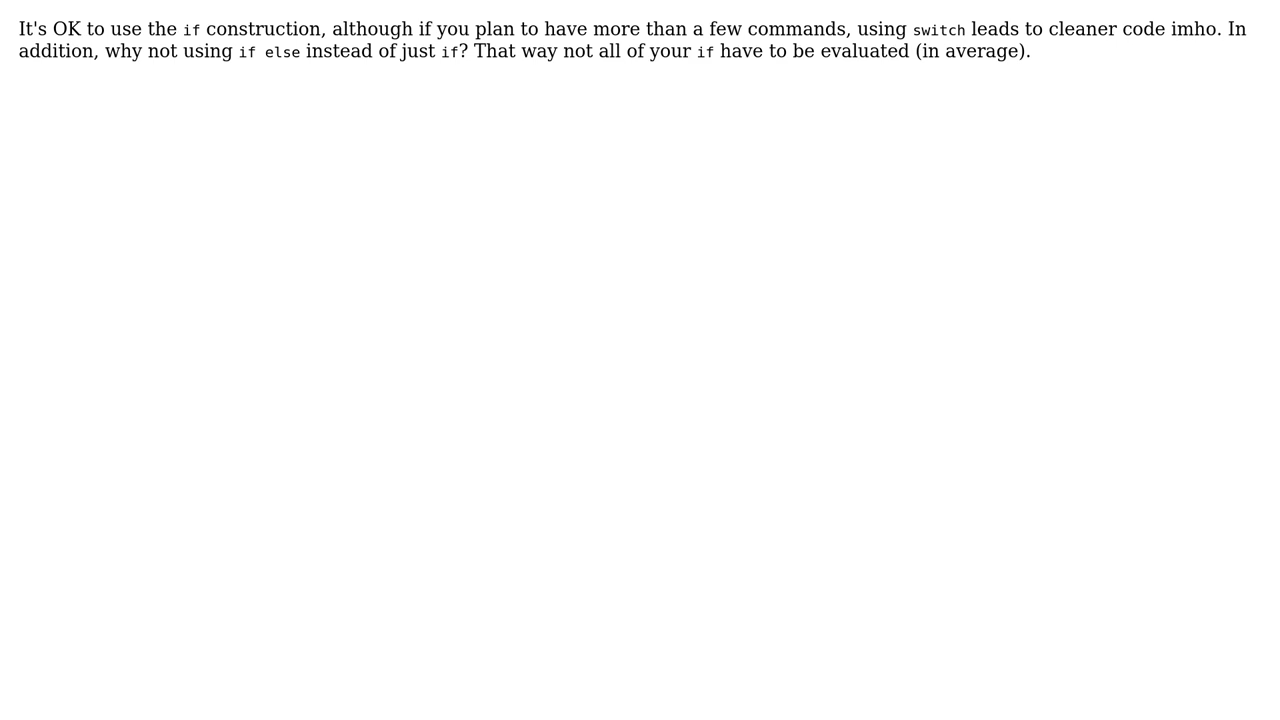 It's OK to use the if construction, although if you plan to have more than a few commands, using switch leads to cleaner code imho. In
addition, why not using if else instead of just if? That way not all of your if have to be evaluated (in average).